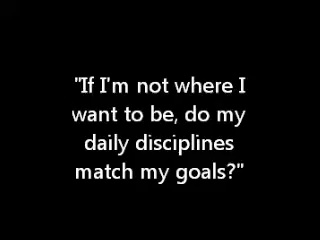 "If I'm not where I
want to be, do my
daily disciplines
match my goals?"